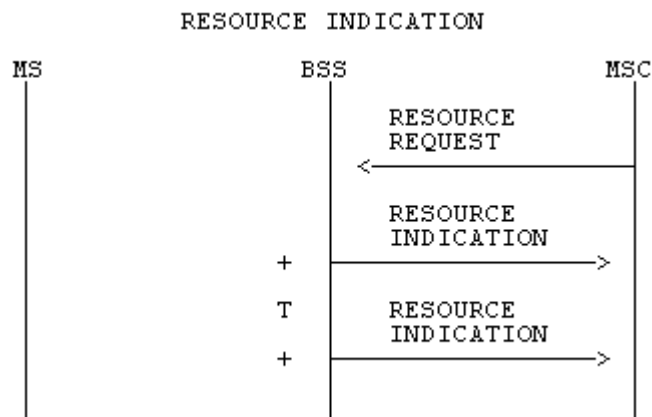 RESOURCE INDICATION
MS BSS MSC
RESOURCE
REQUEST
RESOURCE
INDICATION
+
T RESOURCE
INDICATION
+